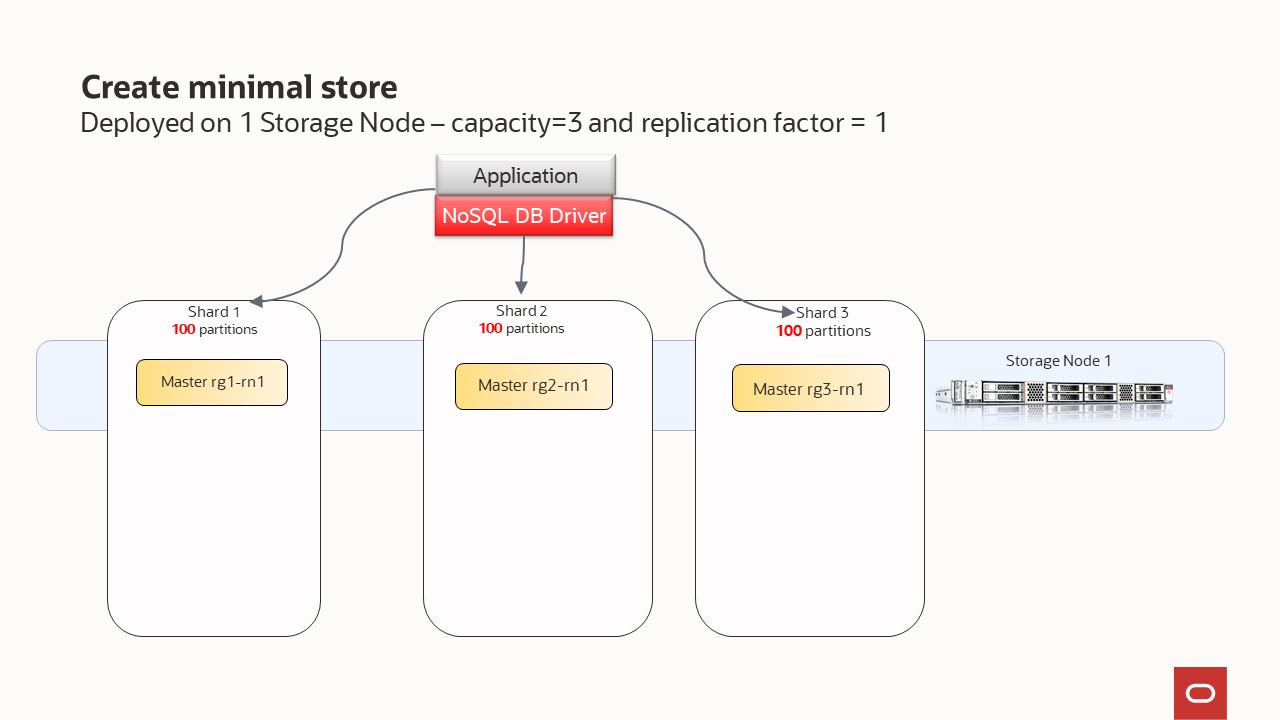 Create minimal store
Deployed on 1 Storage Node – capacity=3 and replication factor = 1
Application
NoSQL DB Driver
Shard 1
100 partitions
Shard 2
100 partitions
Shard 3
100 partitions
Master rg1-rn1
Master rg2-rn1
Master rg3-rn1
Storage Node 1